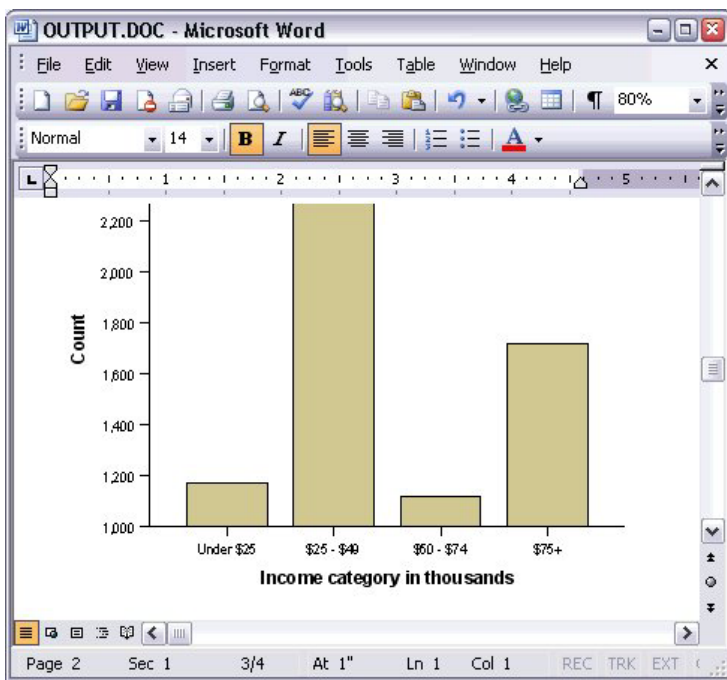 OUTPUT.DOC - Microsoft Word
File Edit View Insert Format Tools Table Window Help
80%
Normal 14 B I A
1 2 3 4 5
2,200
2,000
1,800
1,600
1,400
1,200
1,000
Count
Under $25 $25 - $49 $50 - $74 $75+
Income category in thousands
Page 2 Sec 1 3/4 At 1" Ln 1 Col 1 REC TRK EXT